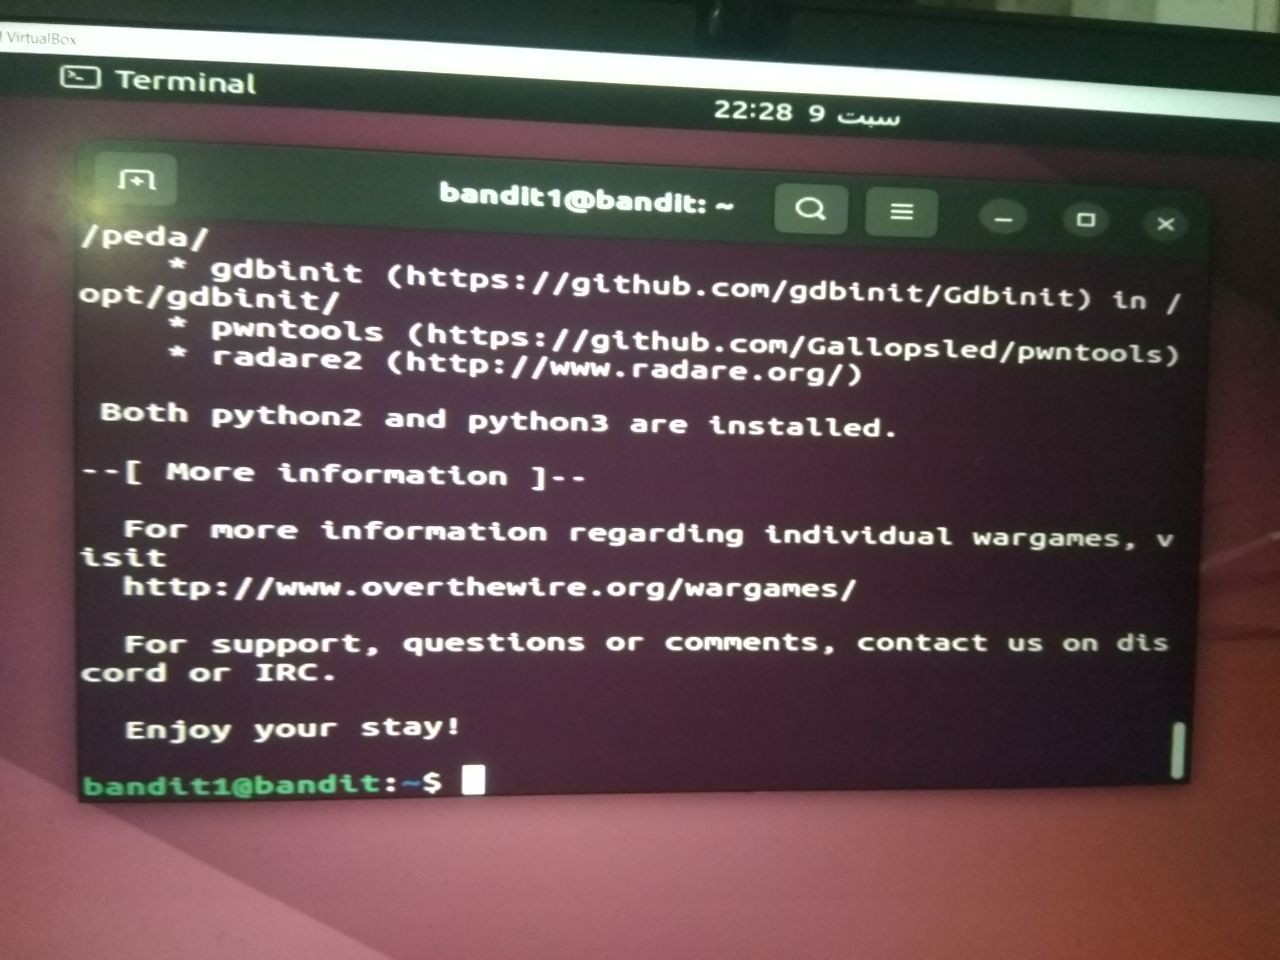 VirtualBox
Terminal
22:28 9 سبت
bandit1@bandit: ~
/peda/
* gdbinit (https://github.com/gdbinit/Gdbinit) in /
opt/gdbinit/
* pwntools (https://github.com/Gallopsled/pwntools)
* radare2 (http://www.radare.org/)
Both python2 and python3 are installed.
--[ More information ]--
For more information regarding individual wargames, v
isit
http://www.overthewire.org/wargames/
For support, questions or comments, contact us on dis
cord or IRC.
Enjoy your stay!
bandit1@bandit:~$